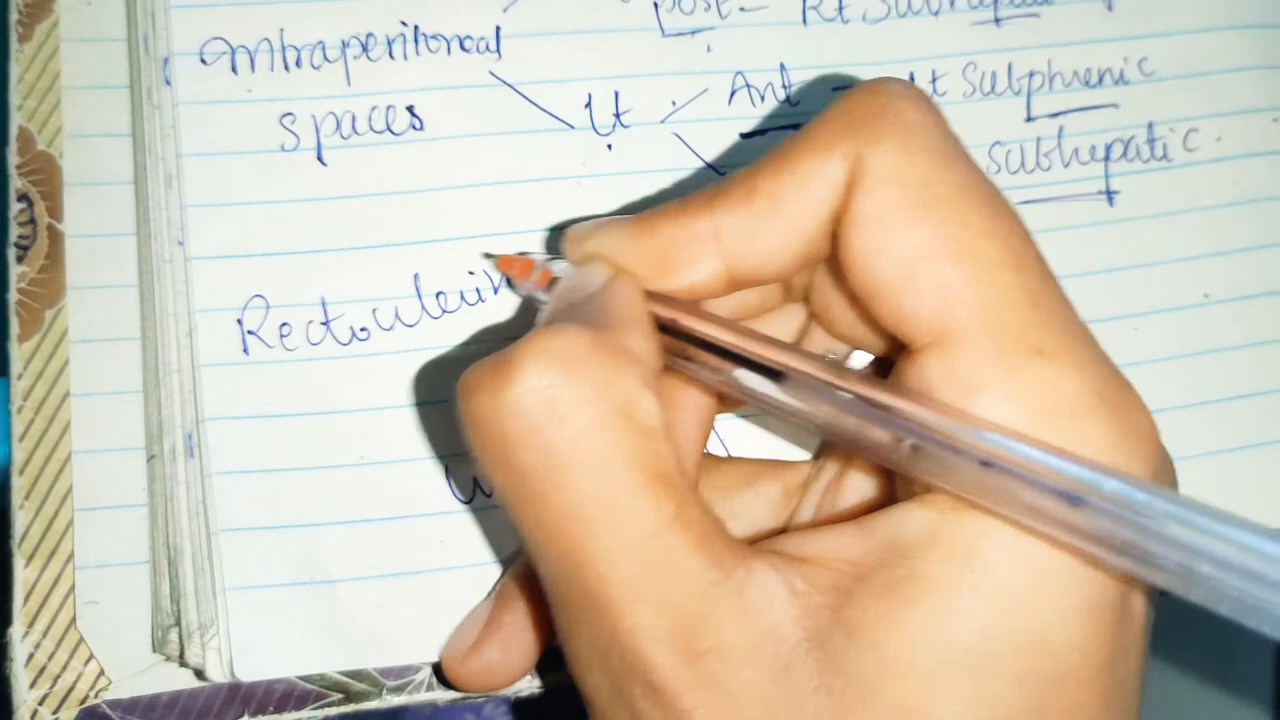 post - Rt Subhepatic
Intraperitoneal
spaces
Lt
Ant - Lt Subphrenic
subhepatic.
Rectouterin